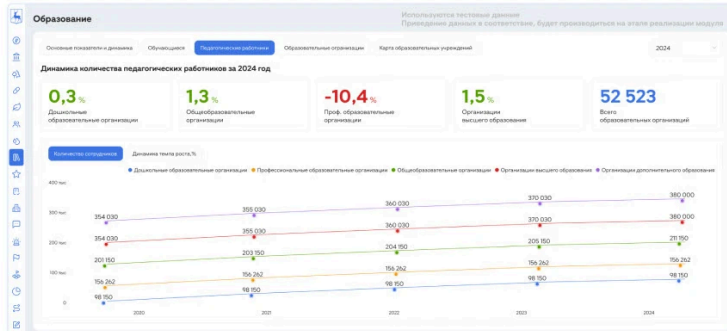 Образование
Используются тестовые данные
Приведение данных в соответствие, будет производиться на этапе реализации модуля
Основные показатели и динамика Обучающиеся Педагогические работники Образовательные организации Карта образовательных учреждений 2024
Динамика количества педагогических работников за 2024 год
0,3 % 1,3 % -10,4 % 1,5 % 52 523
Дошкольные Общеобразовательные Проф. образовательные Организации Всего
образовательные организации организации организации высшего образования образовательных организаций
Количество сотрудников Динамика темпа роста,%
Дошкольные образовательные организации Профессиональные образовательные организации Общеобразовательные организации Организации высшего образования Организации дополнительного образования
400 тыс
380 000
370 030
360 030
355 030
354 030
300 тыс
380 000
370 030
360 030
355 030
354 030
200 тыс
211 150
205 150
204 150
203 150
201 150
100 тыс
156 262
156 262
156 262
156 262
156 262
98 150
98 150
98 150
98 150
98 150
0
2020 2021 2022 2023 2024